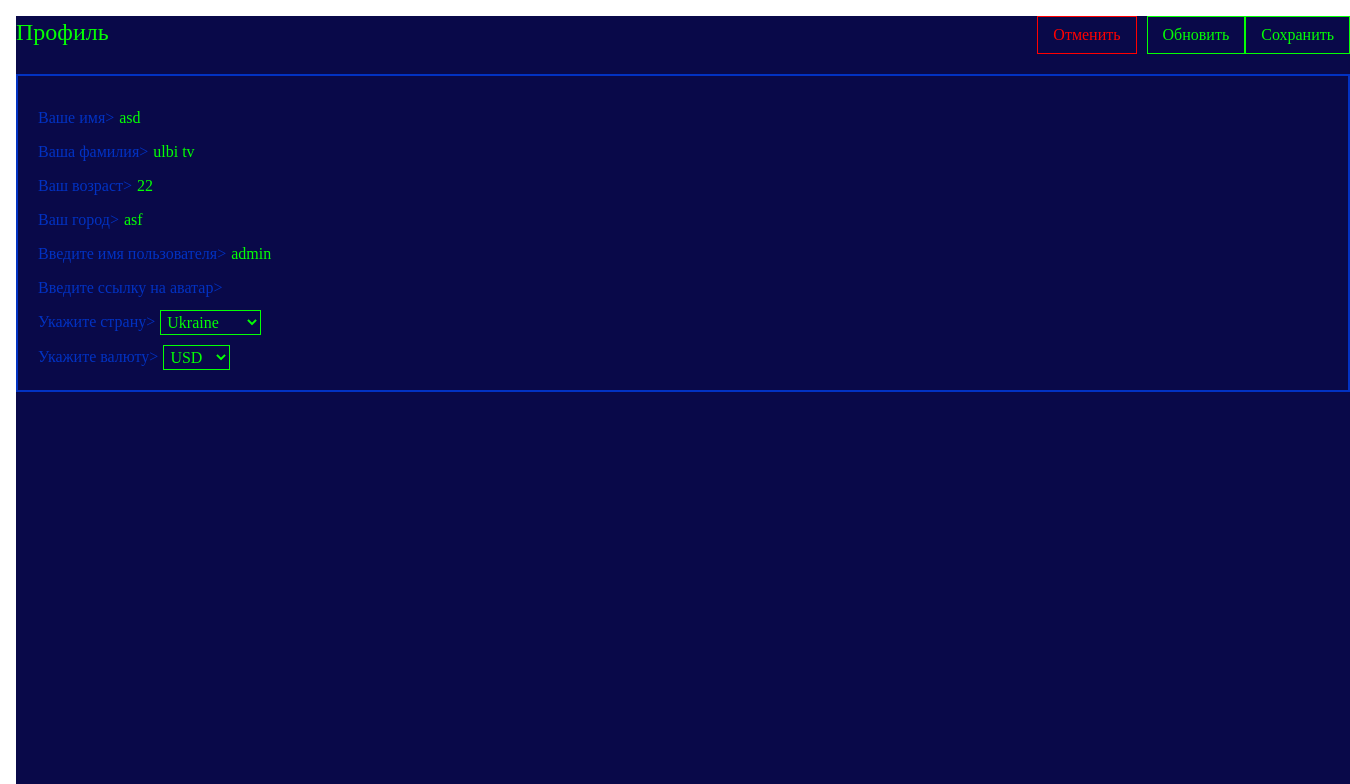 Профиль
Отменить
Обновить
Сохранить
Ваше имя> asd
Ваша фамилия> ulbi tv
Ваш возраст> 22
Ваш город> asf
Введите имя пользователя> admin
Введите ссылку на аватар>
Укажите страну> Ukraine
Укажите валюту> USD